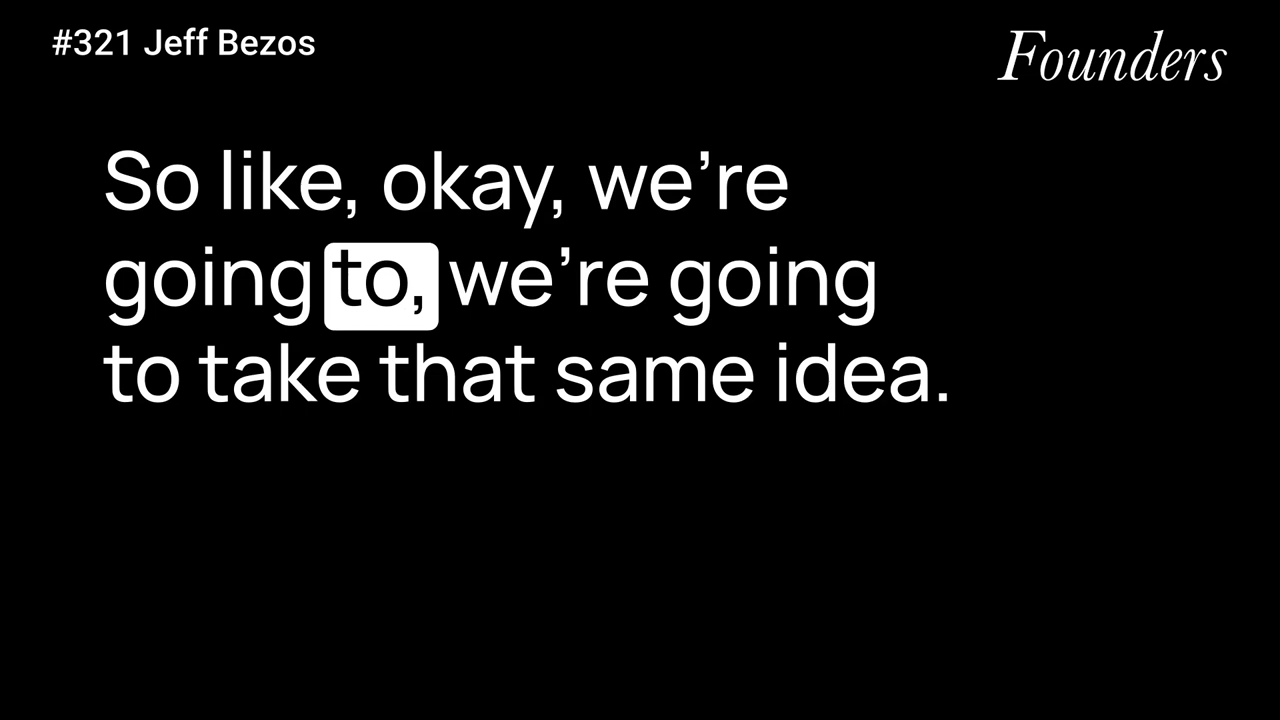 #321 Jeff Bezos
Founders
So like, okay, we’re
going to, we’re going
to take that same idea.